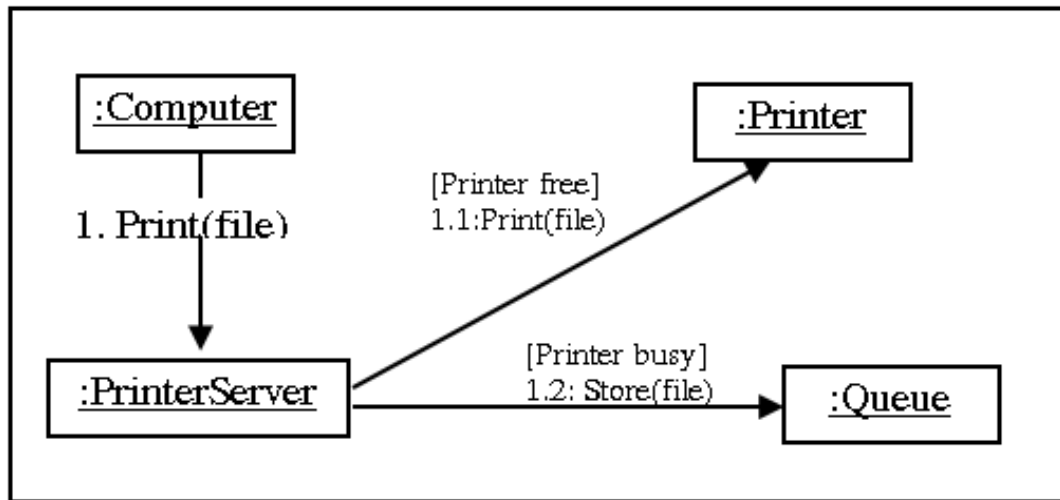 :Computer
:Printer
[Printer free]
1.1:Print(file)
1. Print(file)
[Printer busy]
1.2: Store(file)
:PrinterServer
:Queue